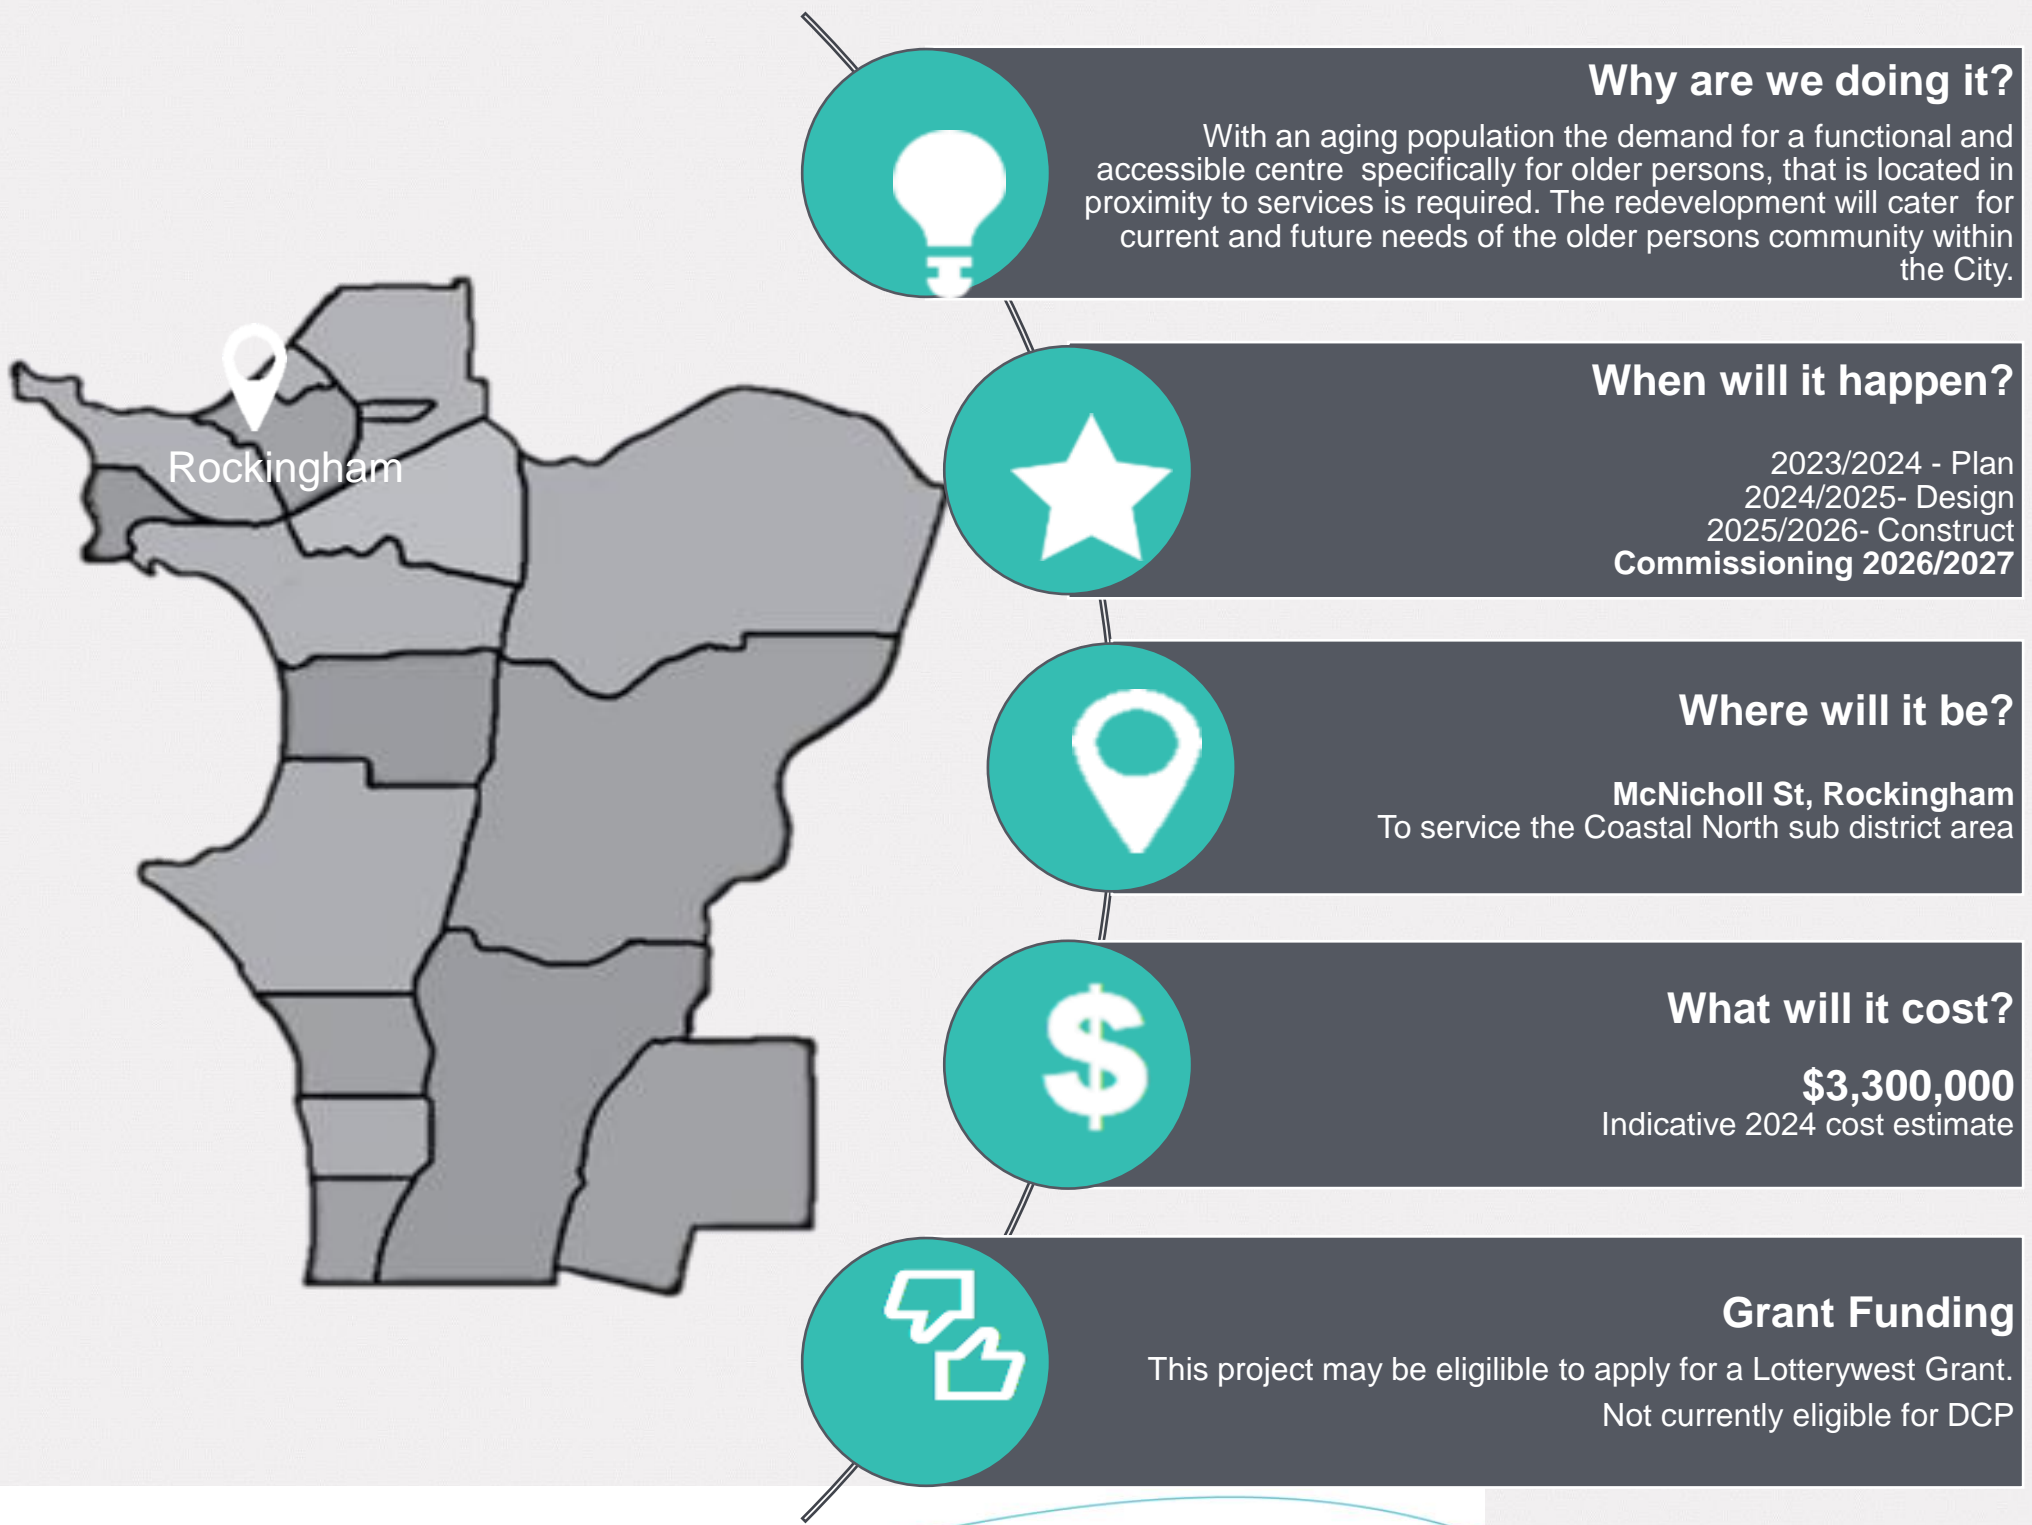 Rockingham
Why are we doing it?
With an aging population the demand for a functional and
accessible centre  specifically for older persons, that is located in
proximity to services is required. The redevelopment will cater  for
current and future needs of the older persons community within
the City.
When will it happen?
2023/2024 - Plan
2024/2025- Design
2025/2026- Construct
Commissioning 2026/2027
Where will it be?
McNicholl St, Rockingham
To service the Coastal North sub district area
What will it cost?
$3,300,000
Indicative 2024 cost estimate
Grant Funding
This project may be eligilible to apply for a Lotterywest Grant.
Not currently eligible for DCP